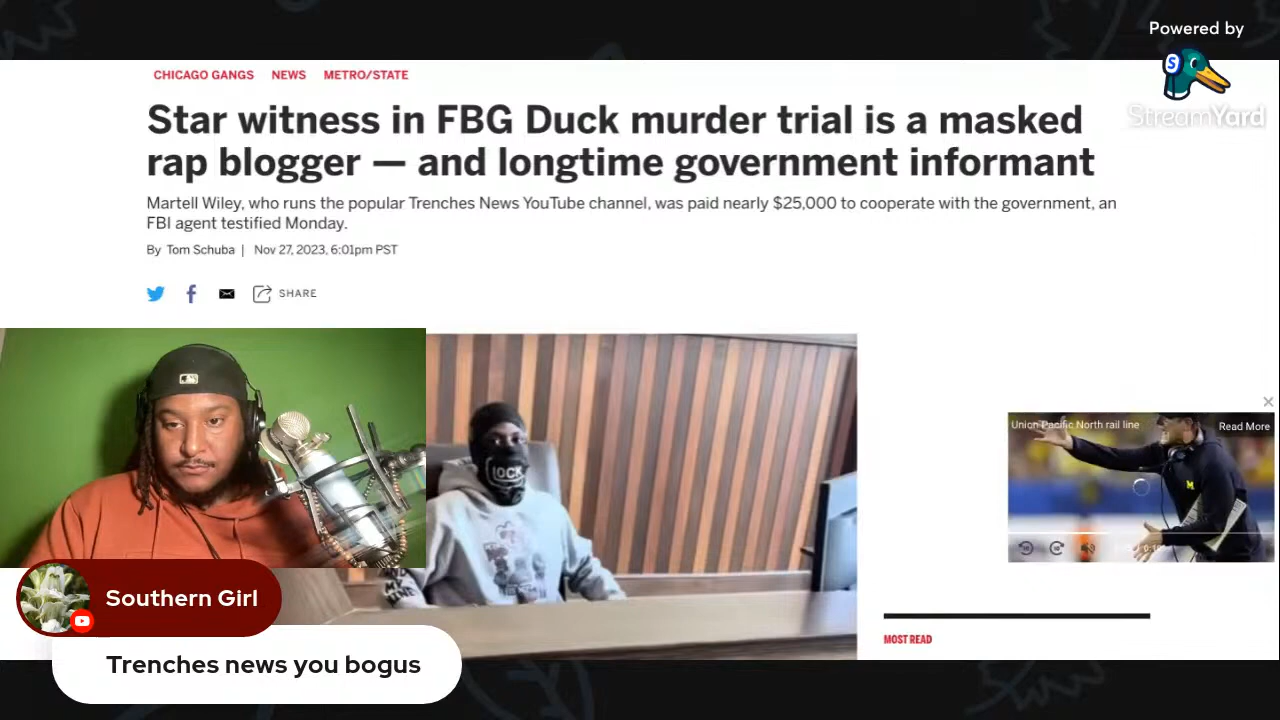 Powered by
StreamYard
CHICAGO GANGS NEWS METRO/STATE
Star witness in FBG Duck murder trial is a masked
rap blogger — and longtime government informant
Martell Wiley, who runs the popular Trenches News YouTube channel, was paid nearly $25,000 to cooperate with the government, an
FBI agent testified Monday.
By Tom Schuba | Nov 27, 2023, 6:01pm PST
SHARE
Union Pacific North rail line
Read More
MOST READ
Southern Girl
Trenches news you bogus